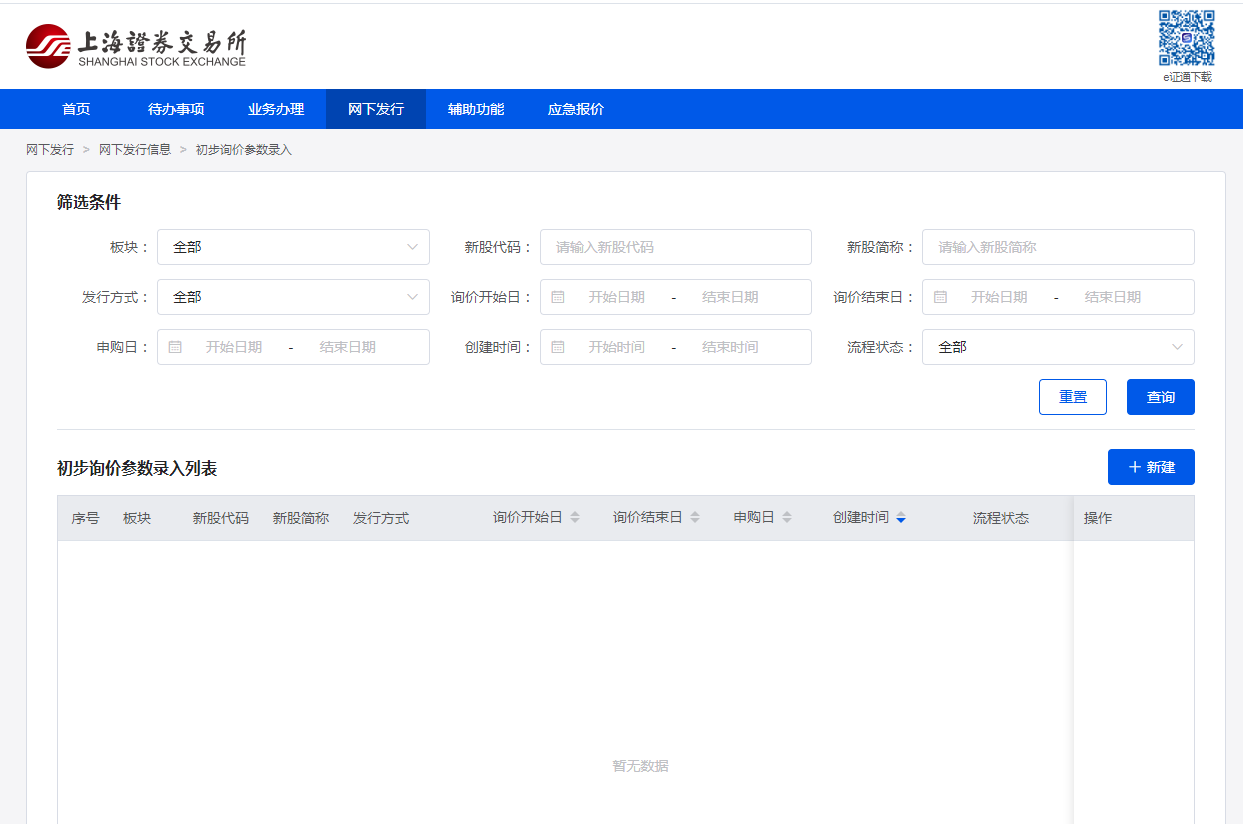 上海證券交易所
SHANGHAI STOCK EXCHANGE
e证通下载
首页 待办事项 业务办理 网下发行 辅助功能 应急报价
网下发行 > 网下发行信息 > 初步询价参数录入
筛选条件
板块： 全部 新股代码： 请输入新股代码 新股简称： 请输入新股简称
发行方式： 全部 询价开始日： 开始日期 - 结束日期 询价结束日： 开始日期 - 结束日期
申购日： 开始日期 - 结束日期 创建时间： 开始时间 - 结束时间 流程状态： 全部
重置 查询
初步询价参数录入列表 + 新建
序号 板块 新股代码 新股简称 发行方式 询价开始日 询价结束日 申购日 创建时间 流程状态 操作
暂无数据